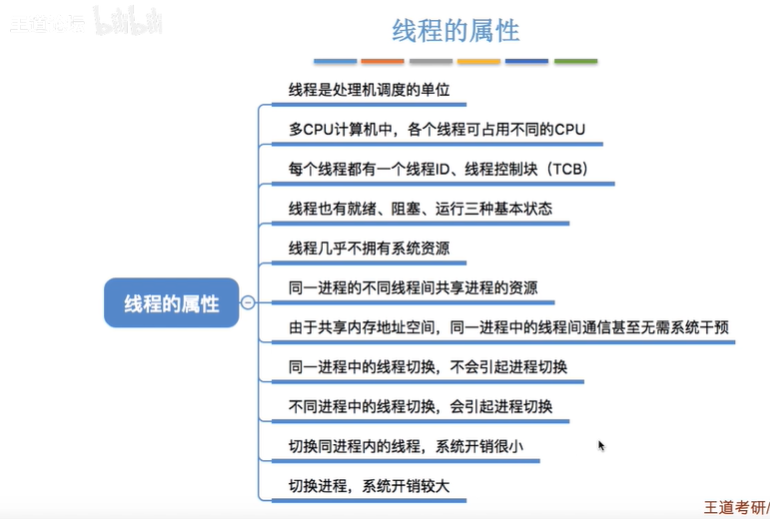 王道论坛 bilibili
线程的属性
线程是处理机调度的单位
多CPU计算机中，各个线程可占用不同的CPU
每个线程都有一个线程ID、线程控制块（TCB）
线程也有就绪、阻塞、运行三种基本状态
线程几乎不拥有系统资源
线程的属性
同一进程的不同线程间共享进程的资源
由于共享内存地址空间，同一进程中的线程间通信甚至无需系统干预
同一进程中的线程切换，不会引起进程切换
不同进程中的线程切换，会引起进程切换
切换同进程内的线程，系统开销很小
切换进程，系统开销较大
王道考研/